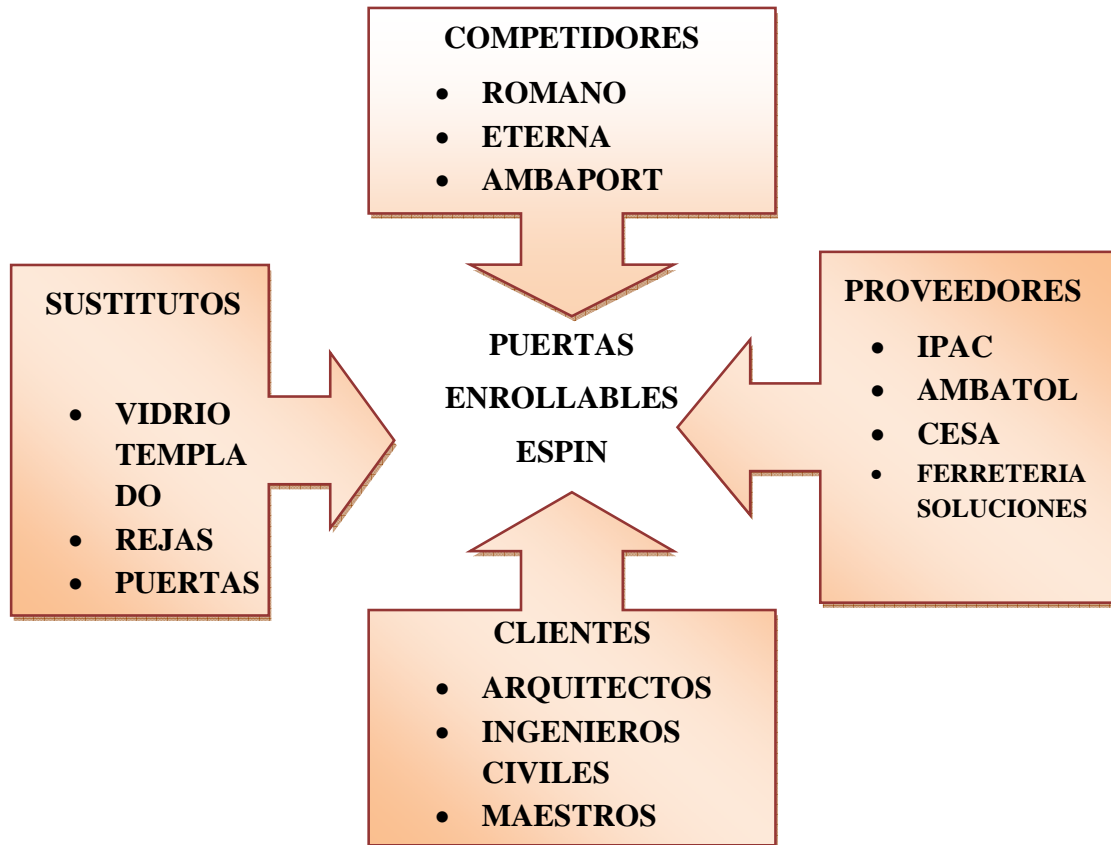 COMPETIDORES
• ROMANO
• ETERNA
• AMBAPORT
SUSTITUTOS
• VIDRIO
TEMPLA
DO
• REJAS
• PUERTAS
PUERTAS
ENROLLABLES
ESPIN
PROVEEDORES
• IPAC
• AMBATOL
• CESA
• FERRETERIA
SOLUCIONES
CLIENTES
• ARQUITECTOS
• INGENIEROS
CIVILES
• MAESTROS